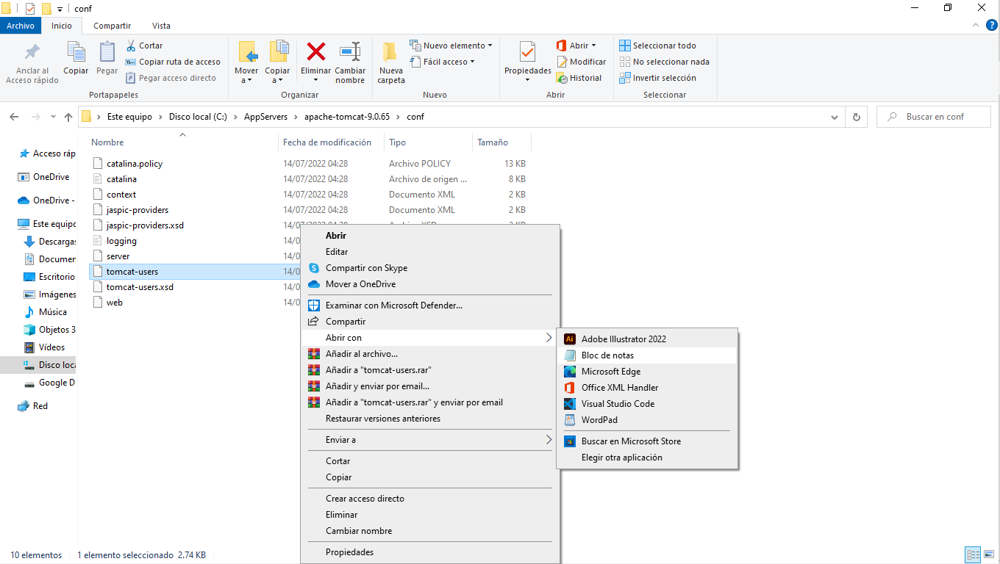 conf
Archivo Inicio Compartir Vista
Anclar al Acceso rápido
Copiar
Pegar
Cortar
Copiar ruta de acceso
Pegar acceso directo
Portapapeles
Mover a
Copiar a
Eliminar
Cambiar nombre
Organizar
Nueva carpeta
Nuevo elemento
Fácil acceso
Nuevo
Propiedades
Abrir
Modificar
Historial
Abrir
Seleccionar todo
No seleccionar nada
Invertir selección
Seleccionar
Este equipo > Disco local (C:) > AppServers > apache-tomcat-9.0.65 > conf
Buscar en conf
Acceso ráp
OneDrive
OneDrive -
Este equipo
Descargas
Documen
Escritorio
Imágenes
Música
Objetos 3
Vídeos
Disco loca
Google D
Red
Nombre Fecha de modificación Tipo Tamaño
catalina.policy 14/07/2022 04:28 Archivo POLICY 13 KB
catalina 14/07/2022 04:28 Archivo de origen ... 8 KB
context 14/07/2022 04:28 Documento XML 2 KB
jaspic-providers 14/07/2022 04:28 Documento XML 2 KB
jaspic-providers.xsd
logging 14/0
server 14/0
tomcat-users 14/0
tomcat-users.xsd 14/0
web 14/0
Abrir
Editar
Compartir con Skype
Mover a OneDrive
Examinar con Microsoft Defender...
Compartir
Abrir con
Añadir al archivo...
Añadir a "tomcat-users.rar"
Añadir y enviar por email...
Añadir a "tomcat-users.rar" y enviar por email
Restaurar versiones anteriores
Enviar a
Cortar
Copiar
Crear acceso directo
Eliminar
Cambiar nombre
Propiedades
Adobe Illustrator 2022
Bloc de notas
Microsoft Edge
Office XML Handler
Visual Studio Code
WordPad
Buscar en Microsoft Store
Elegir otra aplicación
10 elementos 1 elemento seleccionado 2.74 KB